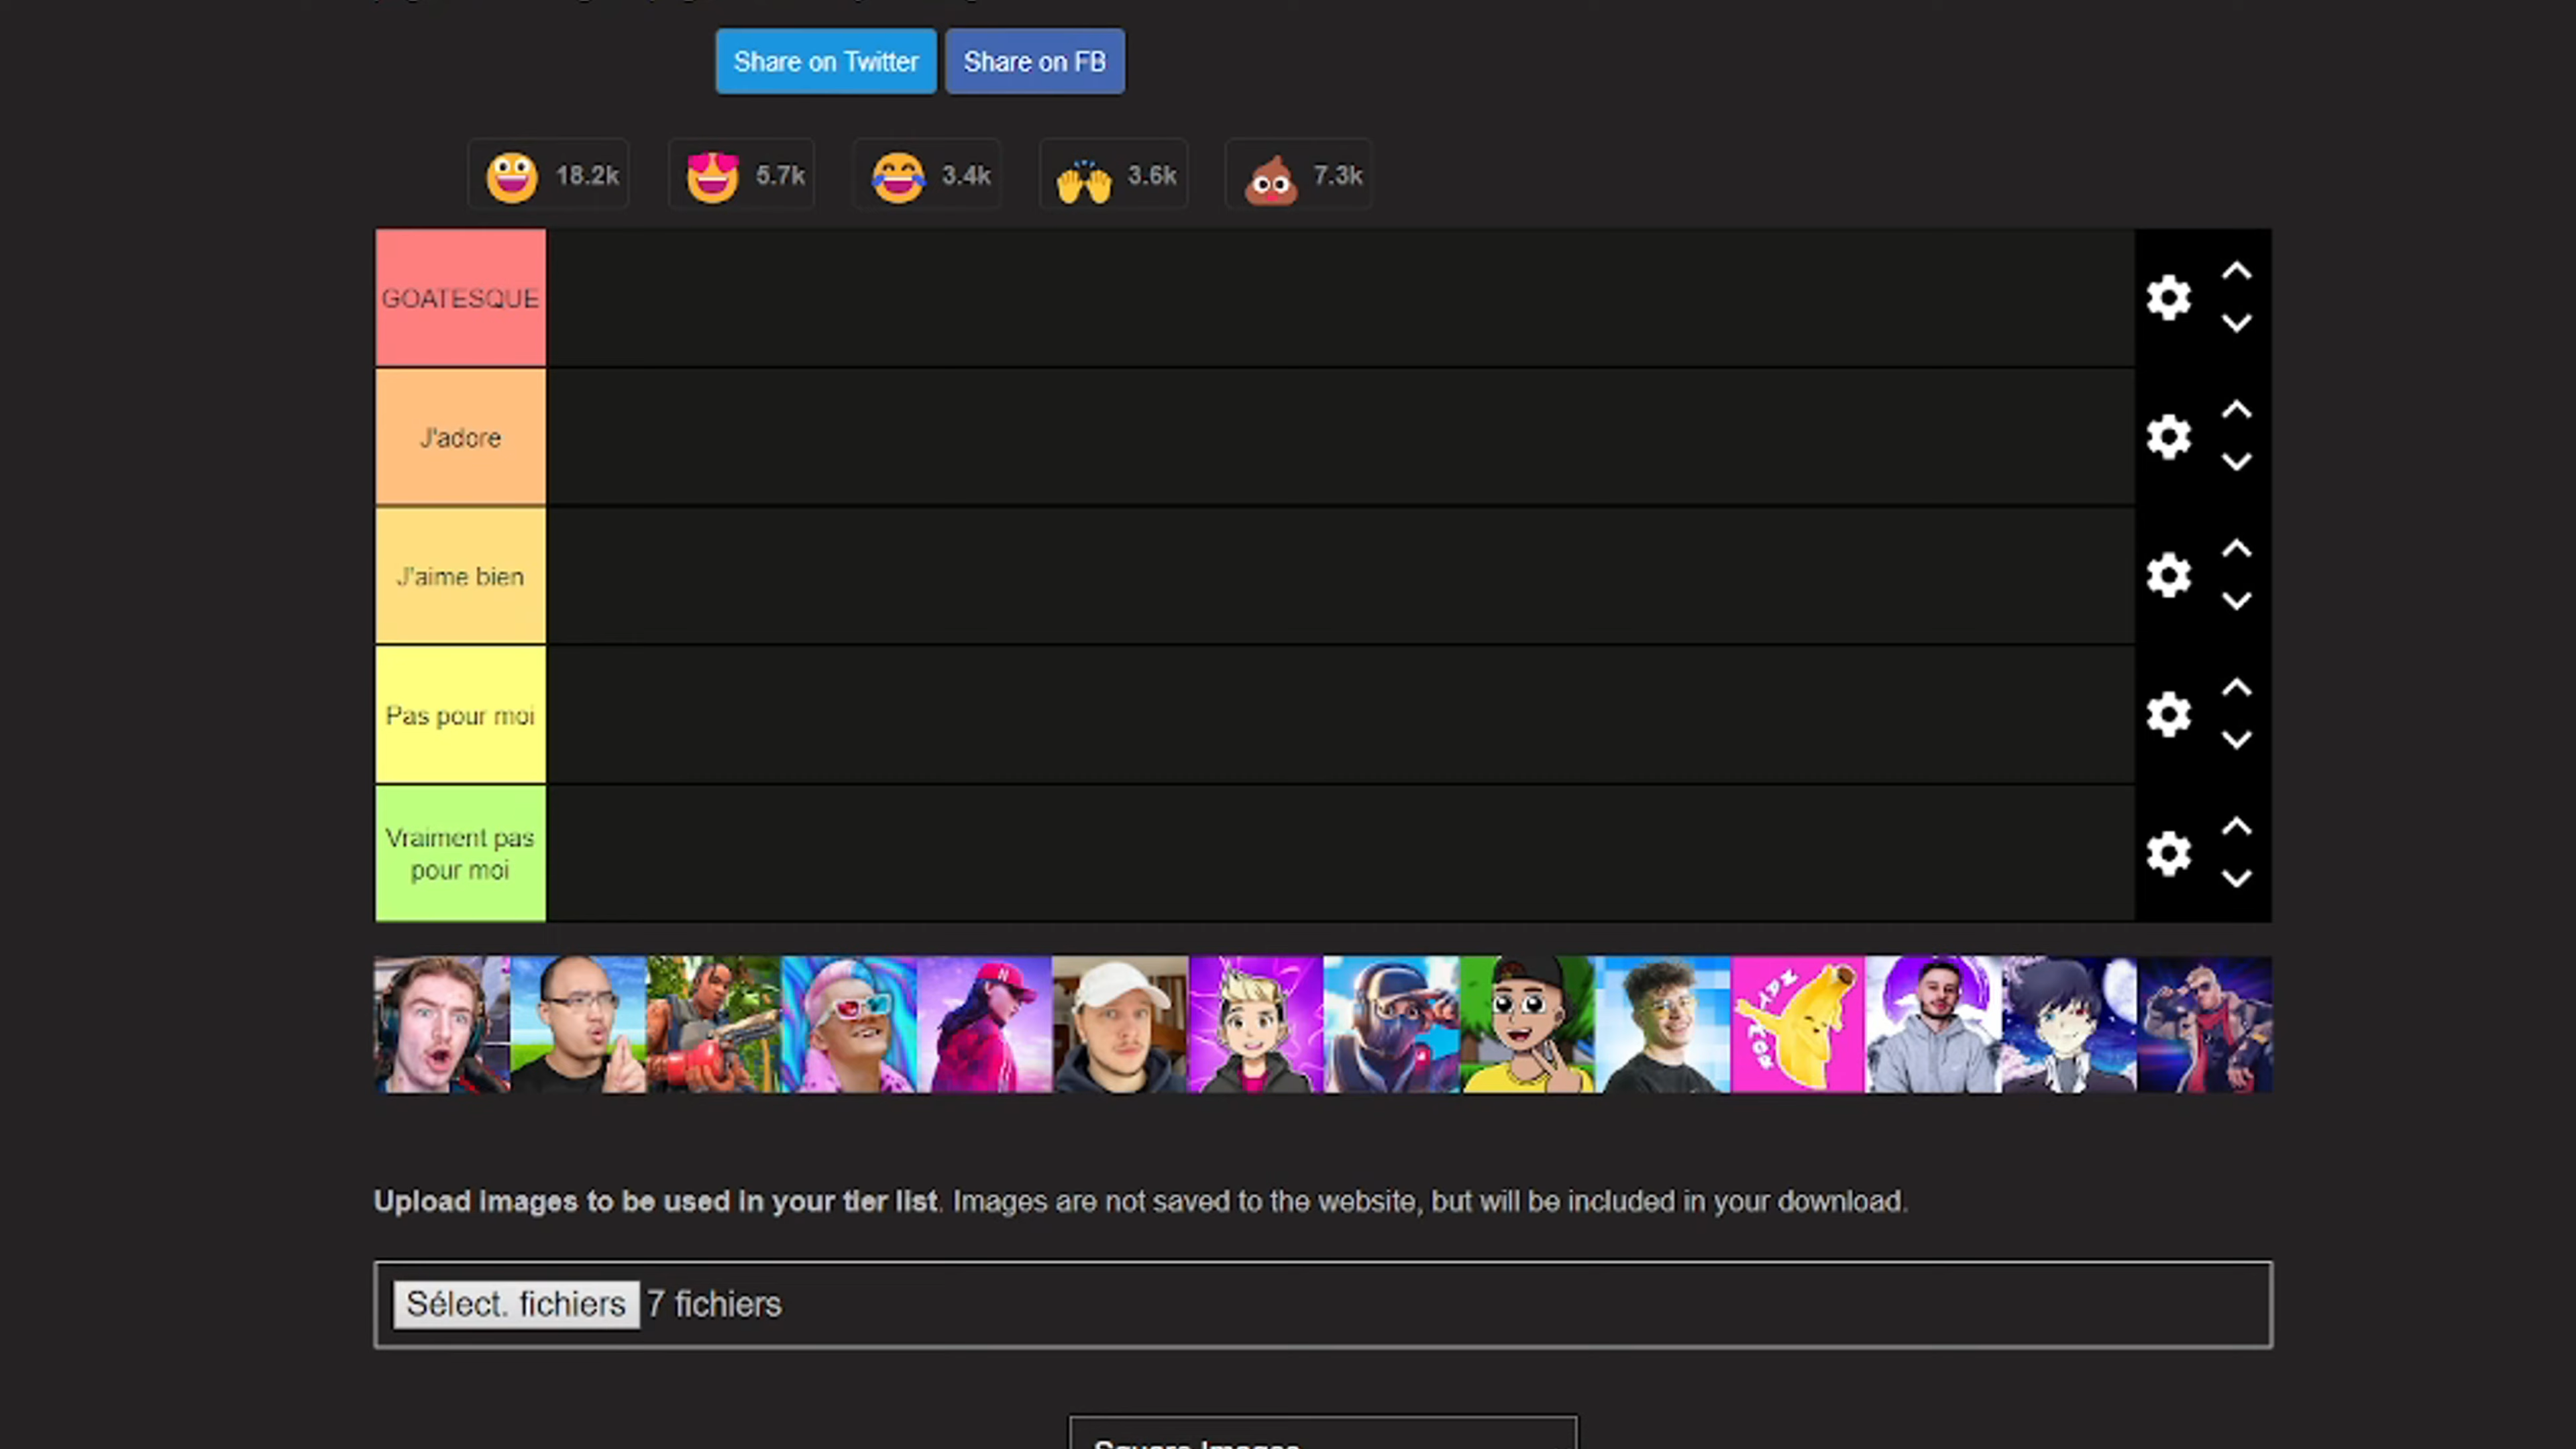 Share on Twitter
Share on FB
18.2k
5.7k
3.4k
3.6k
7.3k
GOATESQUE
J'adore
J'aime bien
Pas pour moi
Vraiment pas
pour moi
Upload images to be used in your tier list. Images are not saved to the website, but will be included in your download.
Sélect. fichiers 7 fichiers
Square Images